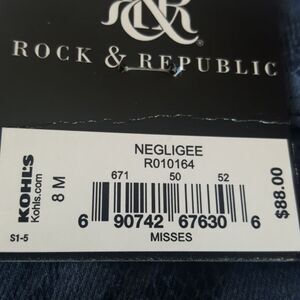 R&R®
ROCK & REPUBLIC
NEGLIGEE
R010164
671 50 52
KOHL'S
Kohls.com
8 M
6 90742 67630 6
$88.00
S1-5
MISSES